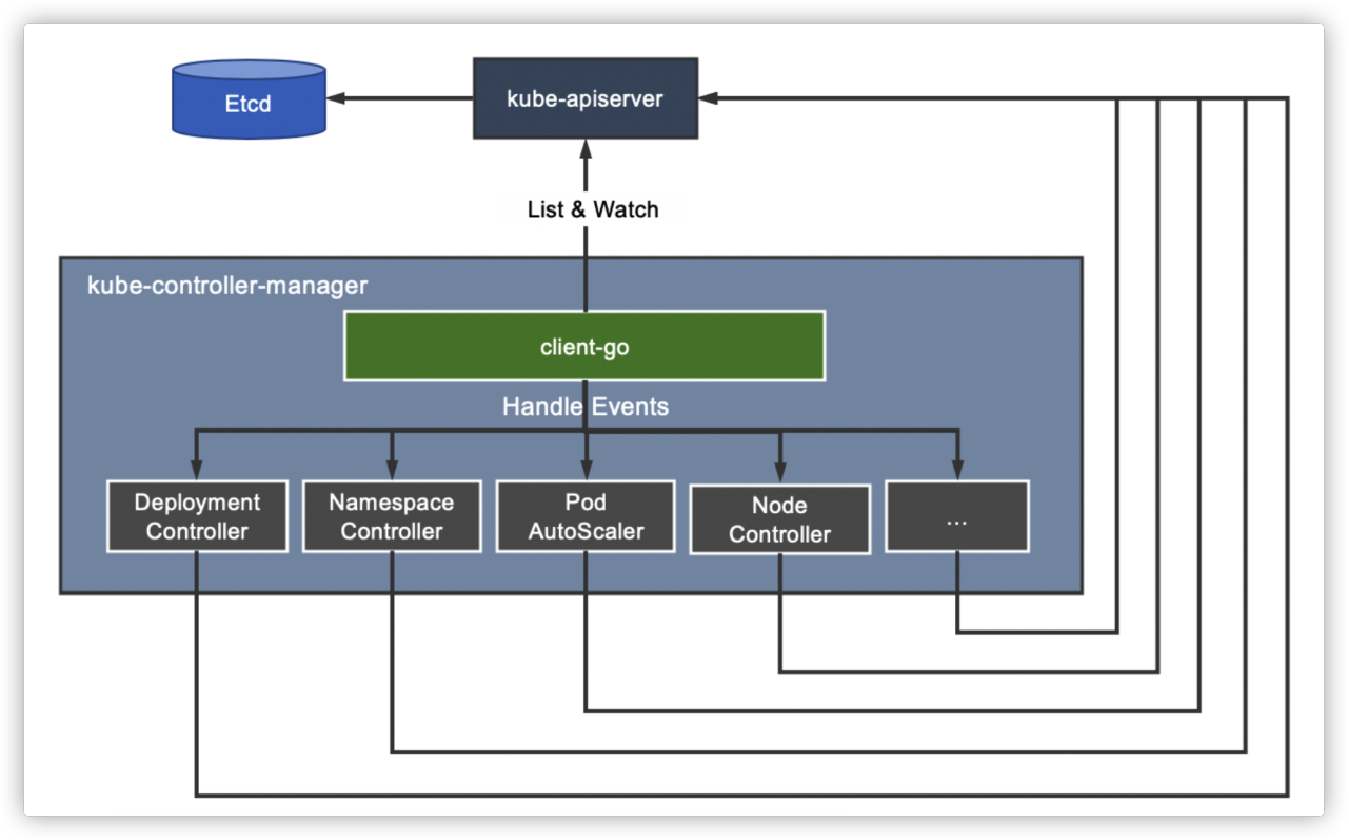 Etcd
kube-apiserver
List & Watch
kube-controller-manager
client-go
Handle Events
Deployment
Controller
Namespace
Controller
Pod
AutoScaler
Node
Controller
...